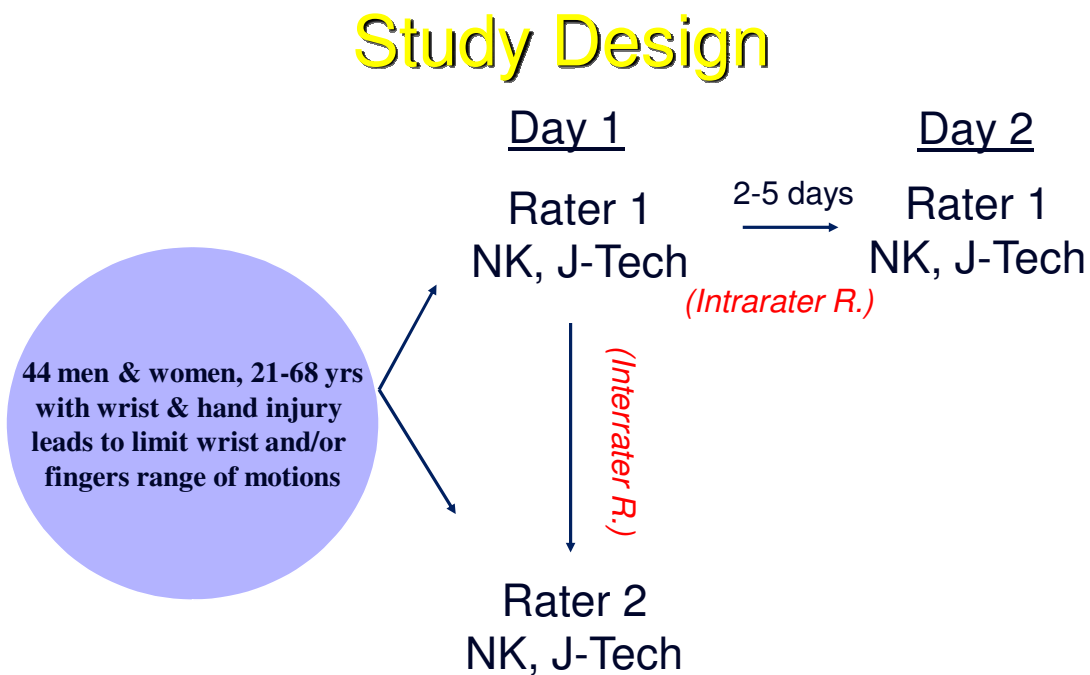 Study Design
Day 1
Day 2
Rater 1
NK, J-Tech
2-5 days
(Intrarater R.)
Rater 1
NK, J-Tech
44 men & women, 21-68 yrs
with wrist & hand injury
leads to limit wrist and/or
fingers range of motions
(Interrater R.)
Rater 2
NK, J-Tech